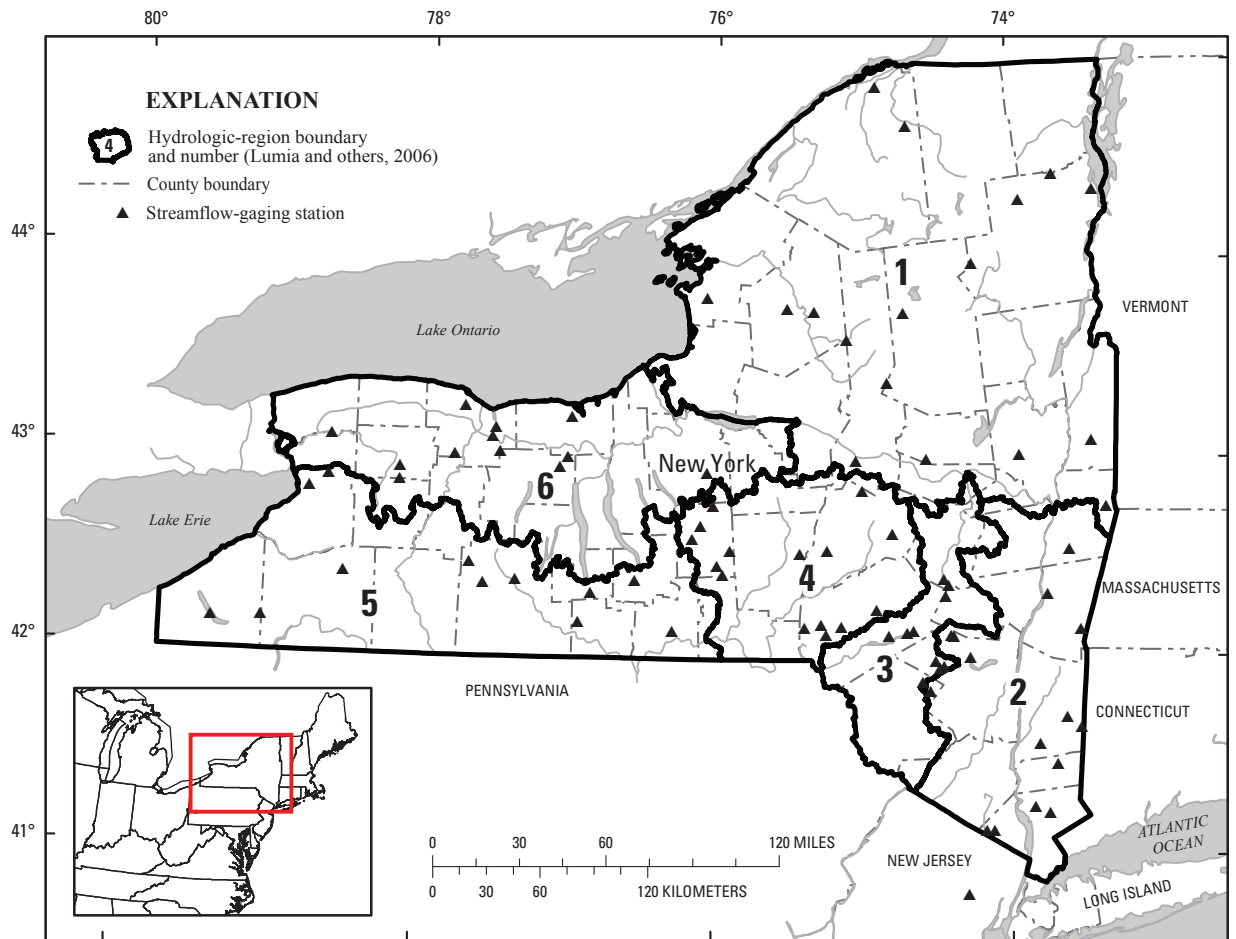 80°
78°
76°
74°
EXPLANATION
4
Hydrologic-region boundary
and number (Lumia and others, 2006)
County boundary
Streamflow-gaging station
44°
43°
42°
41°
Lake Ontario
1
VERMONT
New York
6
Lake Erie
5
4
MASSACHUSETTS
3
2
PENNSYLVANIA
CONNECTICUT
0 30 60 120 MILES
0 30 60 120 KILOMETERS
NEW JERSEY
ATLANTIC
OCEAN
LONG ISLAND